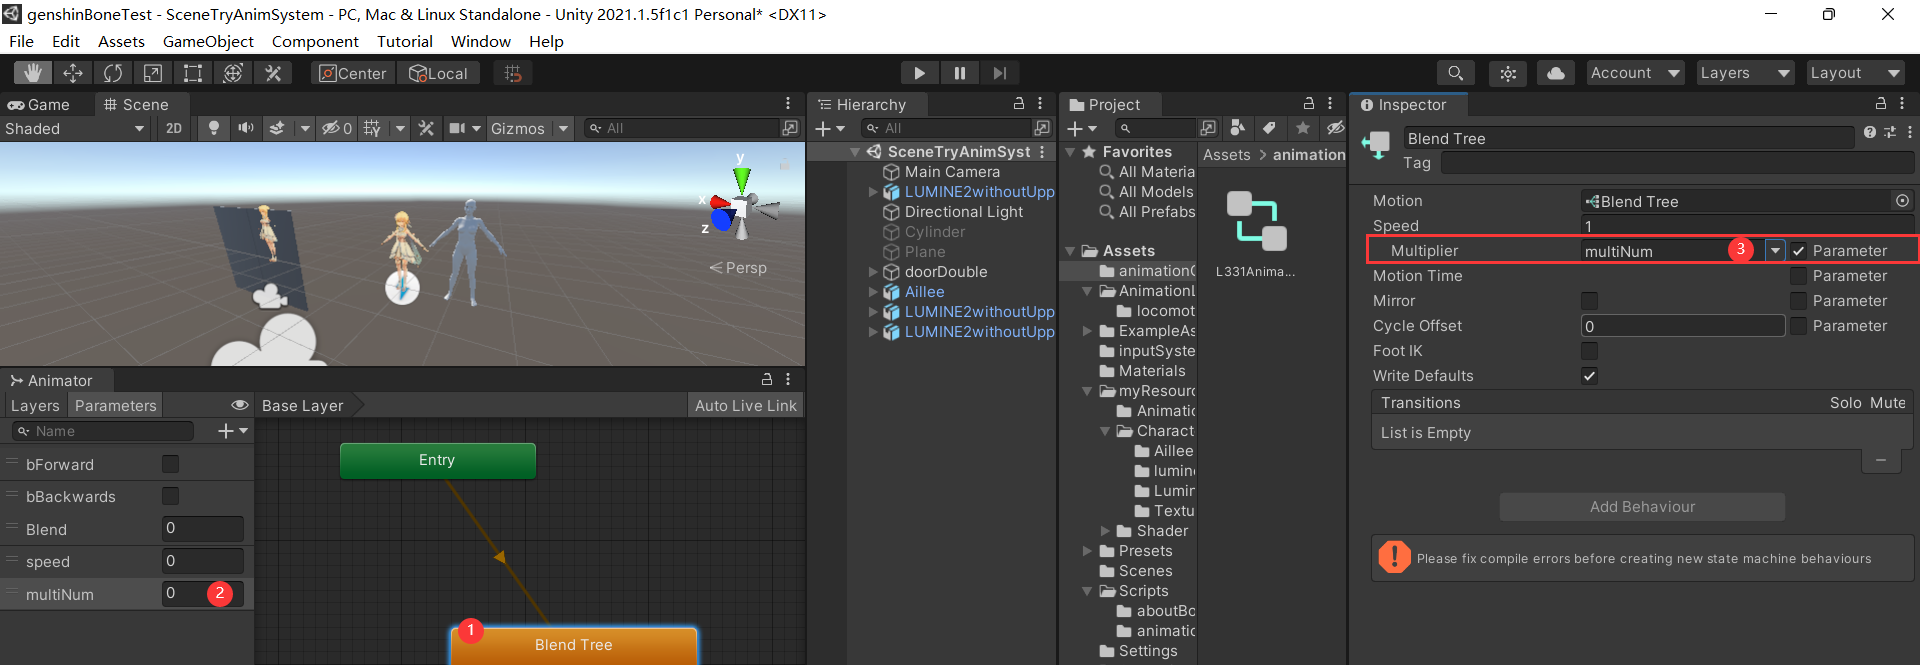 genshinBoneTest - SceneTryAnimSystem - PC, Mac & Linux Standalone - Unity 2021.1.5f1c1 Personal* <DX11>
File Edit Assets GameObject Component Tutorial Window Help
Center Local Account Layers Layout
Game Scene
Shaded 2D 0 Gizmos All
y
x
z
Persp
Animator
Layers Parameters Base Layer Auto Live Link
Name
bForward
bBackwards
Blend 0
speed 0
multiNum 0 2
Entry
1 Blend Tree
Hierarchy
All
SceneTryAnimSyst
Main Camera
LUMINE2withoutUpp
Directional Light
Cylinder
Plane
doorDouble
Aillee
LUMINE2withoutUpp
LUMINE2withoutUpp
Project
Favorites
All Materia
All Models
All Prefabs
Assets
animationC
AnimationL
locomot
ExampleAs
inputSyste
Materials
myResourc
Animatic
Charact
Aillee
lumine
Lumir
Textu
Shader
Presets
Scenes
Scripts
aboutBo
animatic
Settings
Assets > animation
L331Anima...
Inspector
Blend Tree
Tag
Motion Blend Tree
Speed 1
Multiplier multiNum 3 Parameter
Motion Time Parameter
Mirror Parameter
Cycle Offset 0 Parameter
Foot IK
Write Defaults
Transitions Solo Mute
List is Empty
Add Behaviour
Please fix compile errors before creating new state machine behaviours